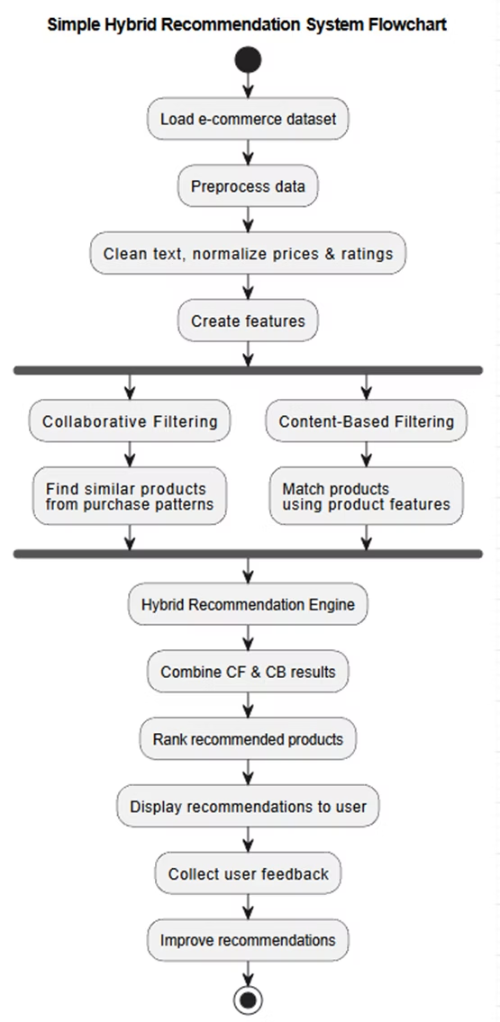 Simple Hybrid Recommendation System Flowchart
Load e-commerce dataset
Preprocess data
Clean text, normalize prices & ratings
Create features
Collaborative Filtering
Content-Based Filtering
Find similar products
from purchase patterns
Match products
using product features
Hybrid Recommendation Engine
Combine CF & CB results
Rank recommended products
Display recommendations to user
Collect user feedback
Improve recommendations